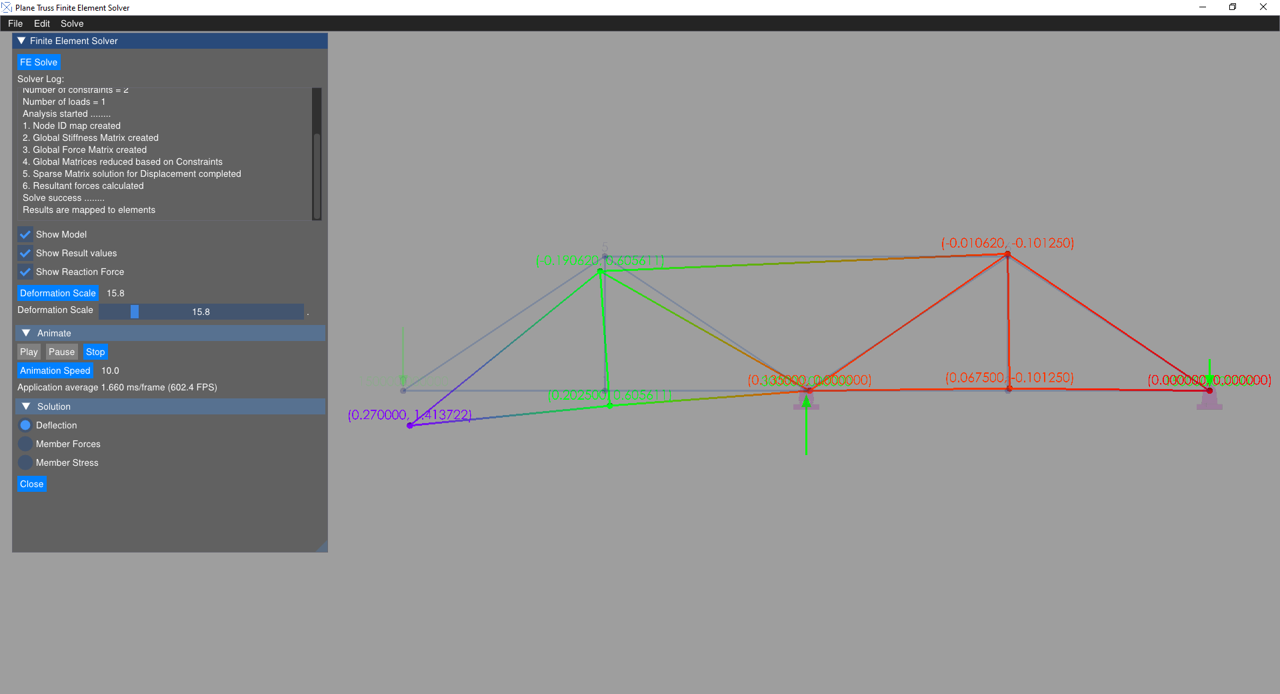 Plane Truss Finite Element Solver
File Edit Solve
Finite Element Solver
FE Solve
Solver Log:
Number of constraints = 2
Number of loads = 1
Analysis started ........
1. Node ID map created
2. Global Stiffness Matrix created
3. Global Force Matrix created
4. Global Matrices reduced based on Constraints
5. Sparse Matrix solution for Displacement completed
6. Resultant forces calculated
Solve success ........
Results are mapped to elements
Show Model
Show Result values
Show Reaction Force
Deformation Scale 15.8
Deformation Scale 15.8 .
Animate
Play Pause Stop
Animation Speed 10.0
Application average 1.660 ms/frame (602.4 FPS)
Solution
Deflection
Member Forces
Member Stress
Close
(-0.010620, -0.101250)
0
(0.135000, 0.000000)
(0.067500, -0.101250)
(0.000000, 0.000000)
(0.270000, 1.413722)